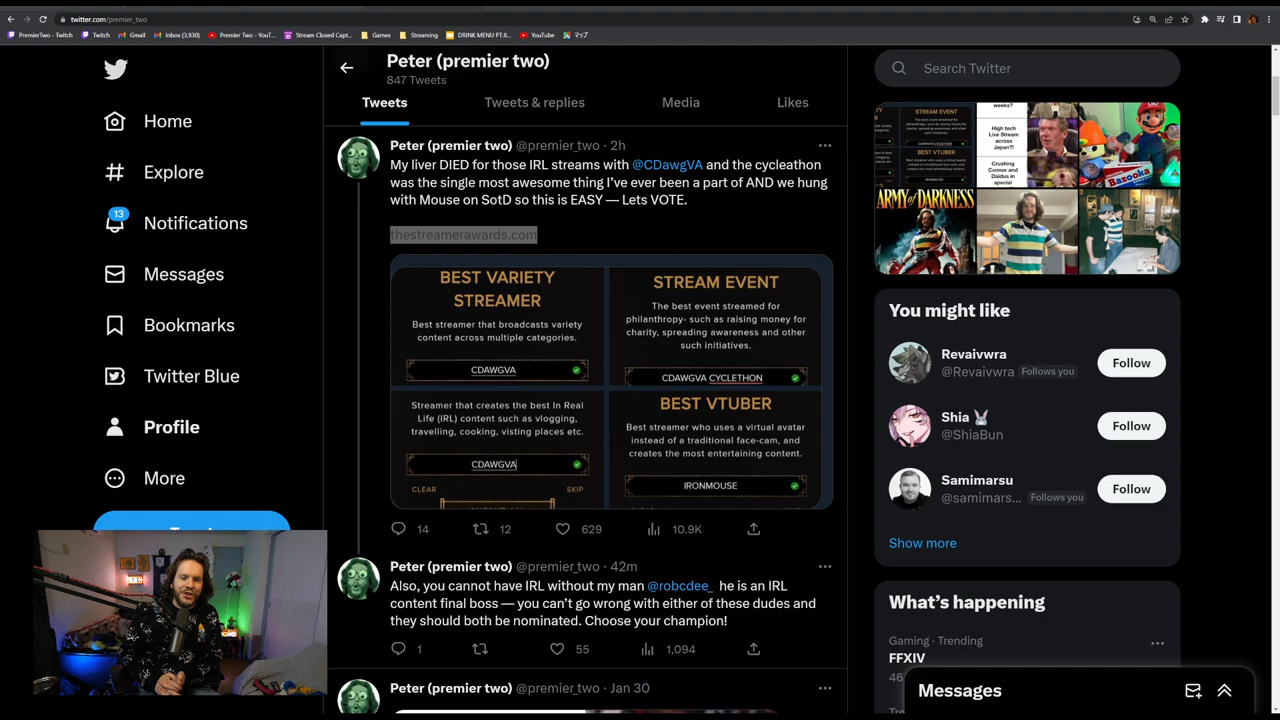 twitter.com/premier_two
PremierTwo - Twitch
Twitch
Gmail
Inbox (3,930)
Premier Two - YouT...
Stream Closed Capt...
Games
Streaming
DRINK MENU PT.II...
YouTube
マップ
Home
Explore
13
Notifications
Messages
Bookmarks
Twitter Blue
Profile
More
Peter (premier two)
847 Tweets
Tweets
Tweets & replies
Media
Likes
Peter (premier two) @premier_two · 2h
My liver DIED for those IRL streams with @CDawgVA and the cycleathon
was the single most awesome thing I've ever been a part of AND we hung
with Mouse on SotD so this is EASY — Lets VOTE.
thestreamerawards.com
BEST VARIETY
STREAMER
Best streamer that broadcasts variety
content across multiple categories.
CDAWGVA
STREAM EVENT
The best event streamed for
philanthropy- such as raising money for
charity, spreading awareness and other
such initiatives.
CDAWGVA CYCLETHON
Streamer that creates the best In Real
Life (IRL) content such as vlogging,
travelling, cooking, visting places etc.
CDAWGVA
CLEAR
SKIP
BEST VTUBER
Best streamer who uses a virtual avatar
instead of a traditional face-cam, and
creates the most entertaining content.
IRONMOUSE
14
12
629
10.9K
Peter (premier two) @premier_two · 42m
Also, you cannot have IRL without my man @robcdee_ he is an IRL
content final boss — you can't go wrong with either of these dudes and
they should both be nominated. Choose your champion!
1
55
1,094
Peter (premier two) @premier_two · Jan 30
Search Twitter
STREAM EVENT
BEST VTUBER
weeks?
High tech
Live Stream
across
Japan?!
Crushing
Connor and
Daidus in
special
Bazooka
ARMY OF DARKNESS
You might like
Revaivwra
@Revaivwra Follows you
Follow
Shia
@ShiaBun
Follow
Samimarsu
@samimars... Follows you
Follow
Show more
What's happening
Gaming · Trending
FFXIV
Messages